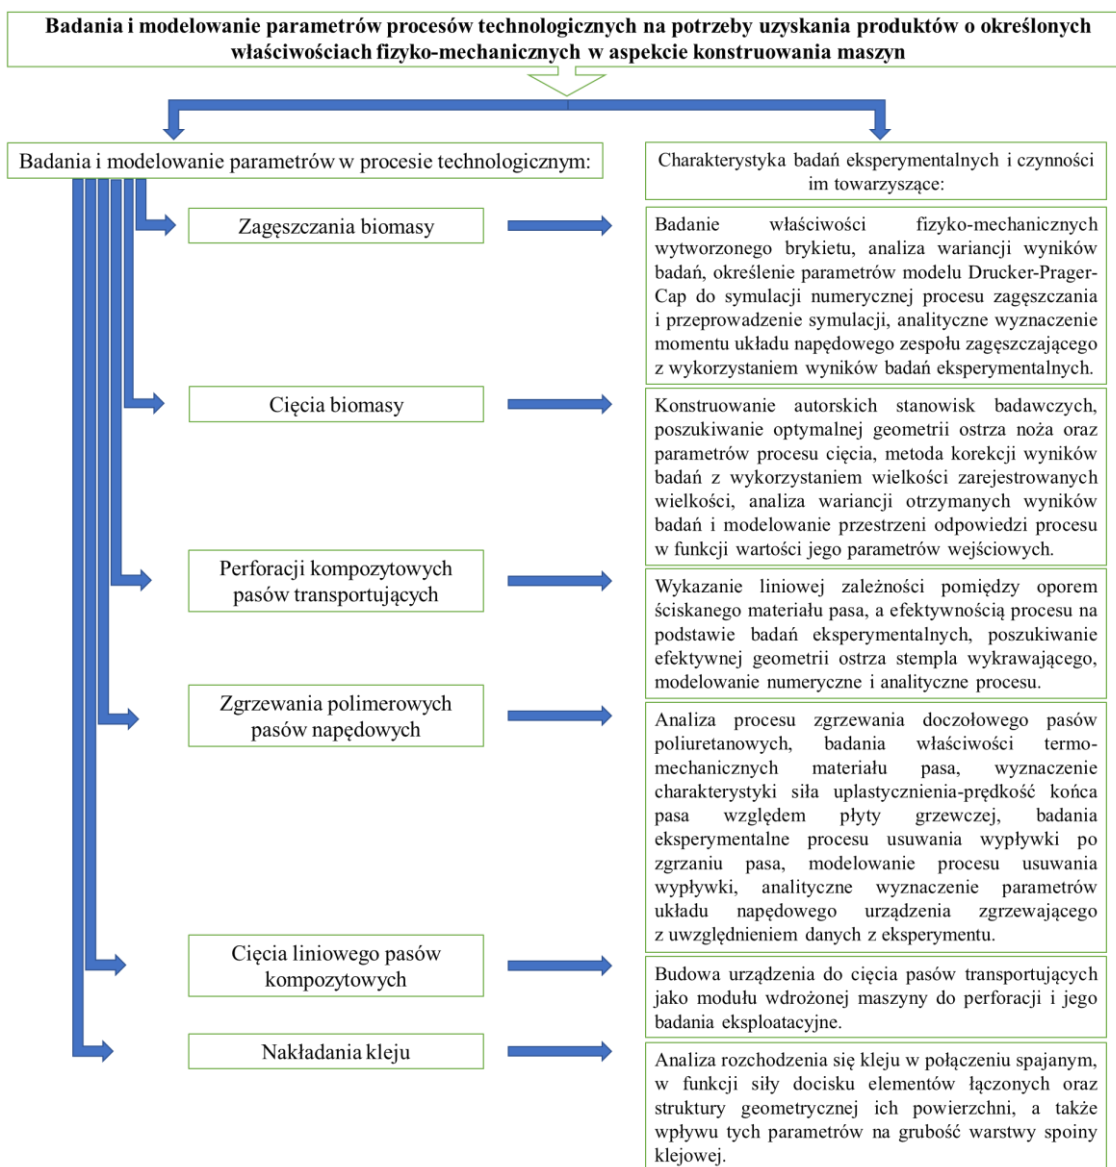 Badania i modelowanie parametrów procesów technologicznych na potrzeby uzyskania produktów o określonych
właściwościach fizyko-mechanicznych w aspekcie konstruowania maszyn
Badania i modelowanie parametrów w procesie technologicznym:
Charakterystyka badań eksperymentalnych i czynności
im towarzyszące:
Zagęszczania biomasy
Badanie właściwości fizyko-mechanicznych
wytworzonego brykietu, analiza wariancji wyników
badań, określenie parametrów modelu Drucker-Prager-
Cap do symulacji numerycznej procesu zagęszczania
i przeprowadzenie symulacji, analityczne wyznaczenie
momentu układu napędowego zespołu zagęszczającego
z wykorzystaniem wyników badań eksperymentalnych.
Cięcia biomasy
Konstruowanie autorskich stanowisk badawczych,
poszukiwanie optymalnej geometrii ostrza noża oraz
parametrów procesu cięcia, metoda korekcji wyników
badań z wykorzystaniem wielkości zarejestrowanych
wielkości, analiza wariancji otrzymanych wyników
badań i modelowanie przestrzeni odpowiedzi procesu
w funkcji wartości jego parametrów wejściowych.
Perforacji kompozytowych
pasów transportujących
Wykazanie liniowej zależności pomiędzy oporem
ściskanego materiału pasa, a efektywnością procesu na
podstawie badań eksperymentalnych, poszukiwanie
efektywnej geometrii ostrza stempla wykrawającego,
modelowanie numeryczne i analityczne procesu.
Zgrzewania polimerowych
pasów napędowych
Analiza procesu zgrzewania doczołowego pasów
poliuretanowych, badania właściwości termo-
mechanicznych materiału pasa, wyznaczenie
charakterystyki siła uplastycznienia-prędkość końca
pasa względem płyty grzewczej, badania
eksperymentalne procesu usuwania wypływki po
zgrzaniu pasa, modelowanie procesu usuwania
wypływki, analityczne wyznaczenie parametrów
układu napędowego urządzenia zgrzewającego
z uwzględnieniem danych z eksperymentu.
Cięcia liniowego pasów
kompozytowych
Budowa urządzenia do cięcia pasów transportujących
jako modułu wdrożonej maszyny do perforacji i jego
badania eksploatacyjne.
Nakładania kleju
Analiza rozchodzenia się kleju w połączeniu spajanym,
w funkcji siły docisku elementów łączonych oraz
struktury geometrycznej ich powierzchni, a także
wpływu tych parametrów na grubość warstwy spoiny
klejowej.